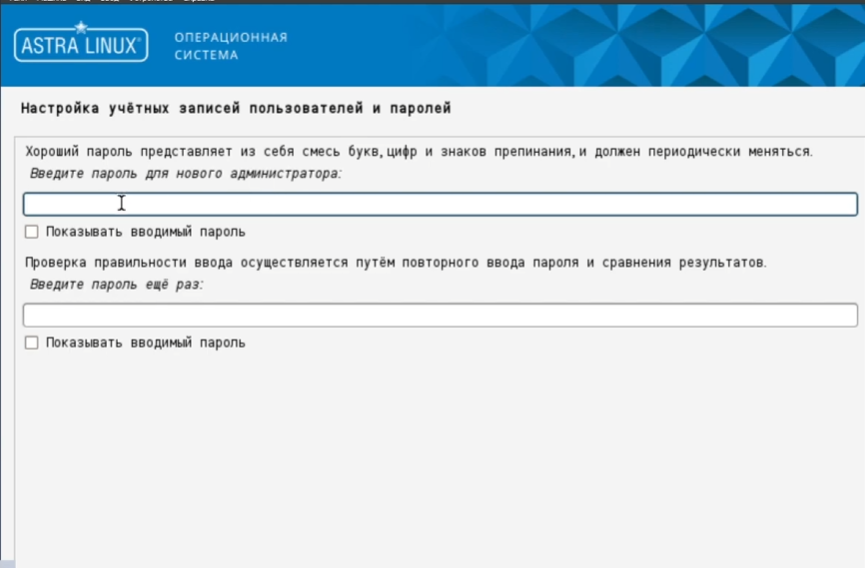 ASTRA LINUX®
ОПЕРАЦИОННАЯ
СИСТЕМА
Настройка учётных записей пользователей и паролей
Хороший пароль представляет из себя смесь букв, цифр и знаков препинания, и должен периодически меняться.
Введите пароль для нового администратора:
Показывать вводимый пароль
Проверка правильности ввода осуществляется путём повторного ввода пароля и сравнения результатов.
Введите пароль ещё раз:
Показывать вводимый пароль